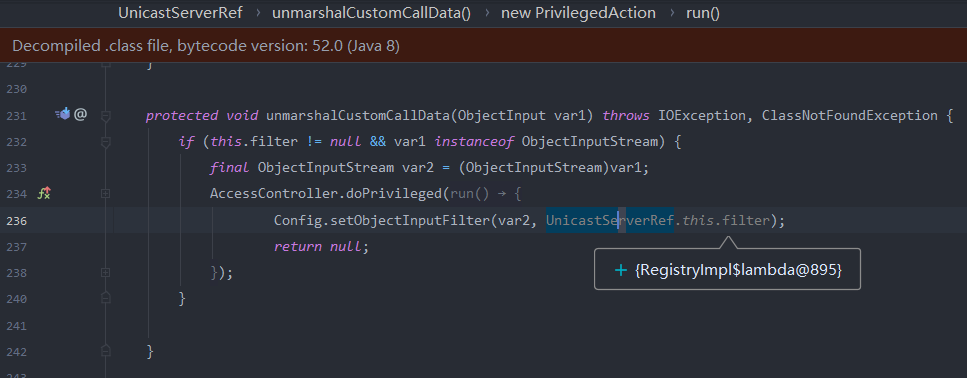 UnicastServerRef › unmarshalCustomCallData() › new PrivilegedAction › run()
Decompiled .class file, bytecode version: 52.0 (Java 8)
229 }
230
231 @ protected void unmarshalCustomCallData(ObjectInput var1) throws IOException, ClassNotFoundException {
232 if (this.filter != null && var1 instanceof ObjectInputStream) {
233 final ObjectInputStream var2 = (ObjectInputStream)var1;
234 AccessController.doPrivileged(run() → {
236 Config.setObjectInputFilter(var2, UnicastServerRef.this.filter);
237 return null;
+ {RegistryImpl$lambda@895}
238 });
240 }
241
242 }
243